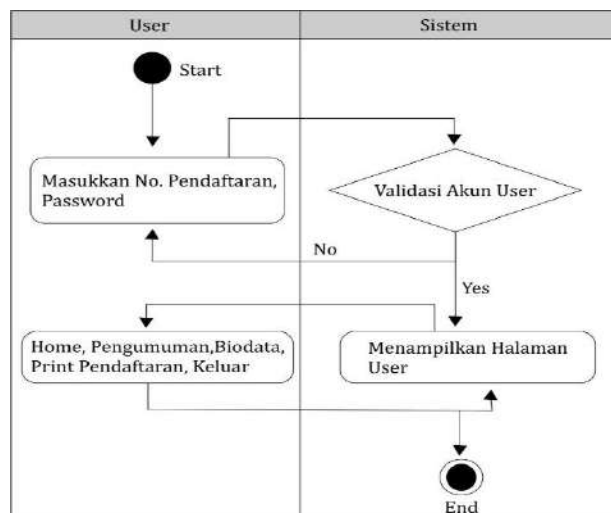 User
Sistem
Start
Masukkan No. Pendaftaran,
Password
Validasi Akun User
No
Yes
Home, Pengumuman,Biodata,
Print Pendaftaran, Keluar
Menampilkan Halaman
User
End